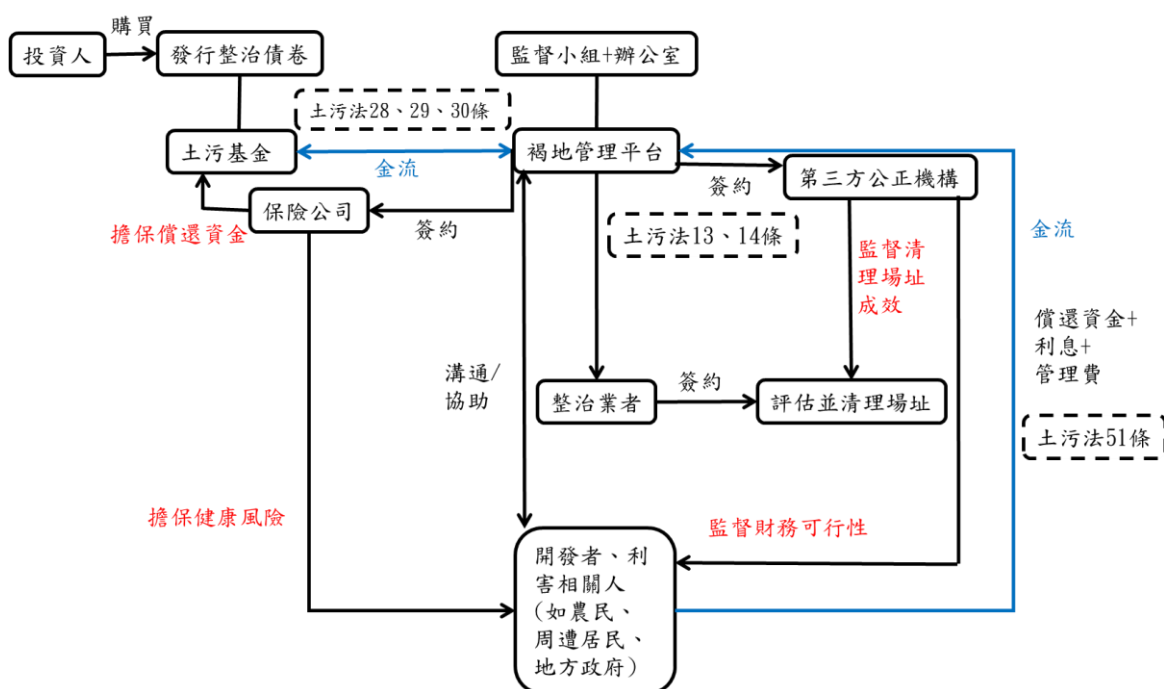 購買
投資人
發行整治債卷
監督小組+辦公室
土污法28、29、30條
土污基金
金流
褐地管理平台
簽約
第三方公正機構
保險公司
簽約
擔保償還資金
土污法13、14條
監督清
理場址
成效
金流
償還資金+
利息+
管理費
溝通/
協助
整治業者
簽約
評估並清理場址
土污法51條
擔保健康風險
監督財務可行性
開發者、利
害相關人
(如農民、
周遭居民、
地方政府)